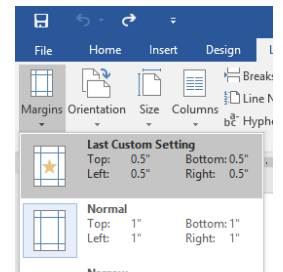 File Home Insert Design L
Breaks
Margins Orientation Size Columns Line N
bc Hyphe
Last Custom Setting
Top: 0.5" Bottom: 0.5"
Left: 0.5" Right: 0.5"
Normal
Top: 1" Bottom: 1"
Left: 1" Right: 1"